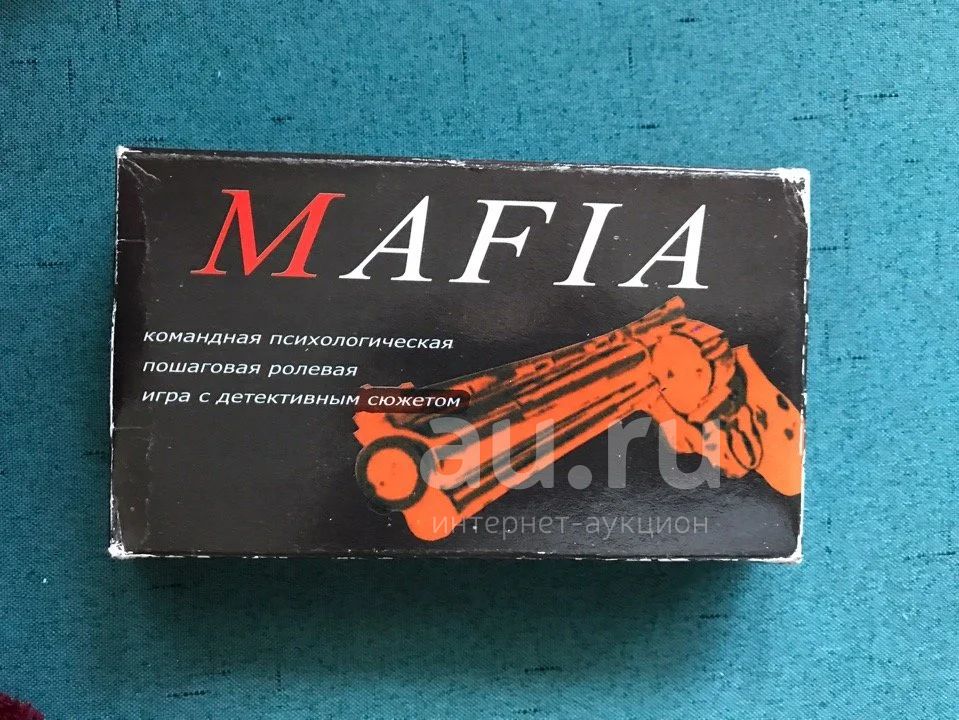 MAFIA
командная психологическая
пошаговая ролевая
игра с детективным сюжетом
au.ru
интернет-аукцион